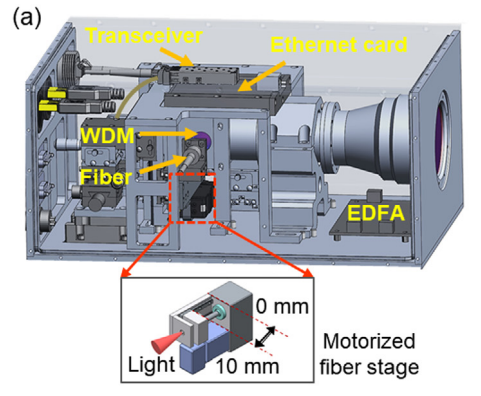 (a)
Transceiver
Ethernet card
WDM
Fiber
EDFA
0 mm
Light
10 mm
Motorized
fiber stage